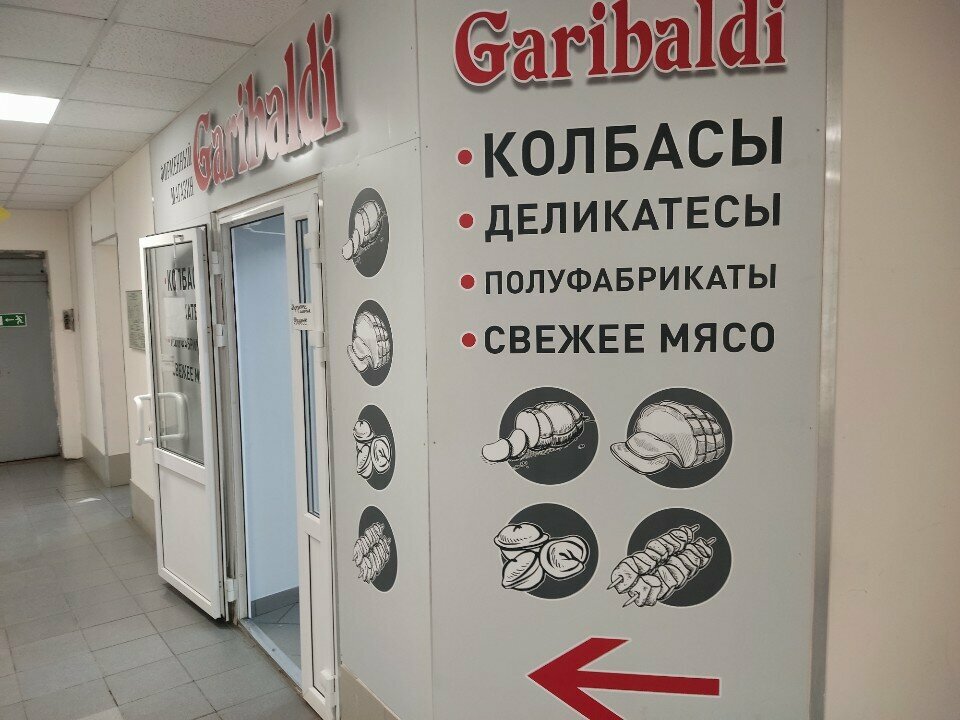 ФИРМЕННЫЙ
МАГАЗИН
Garibaldi
Garibaldi
• КОЛБАСЫ
• ДЕЛИКАТЕСЫ
• ПОЛУФАБРИКАТЫ
• СВЕЖЕЕ МЯСО